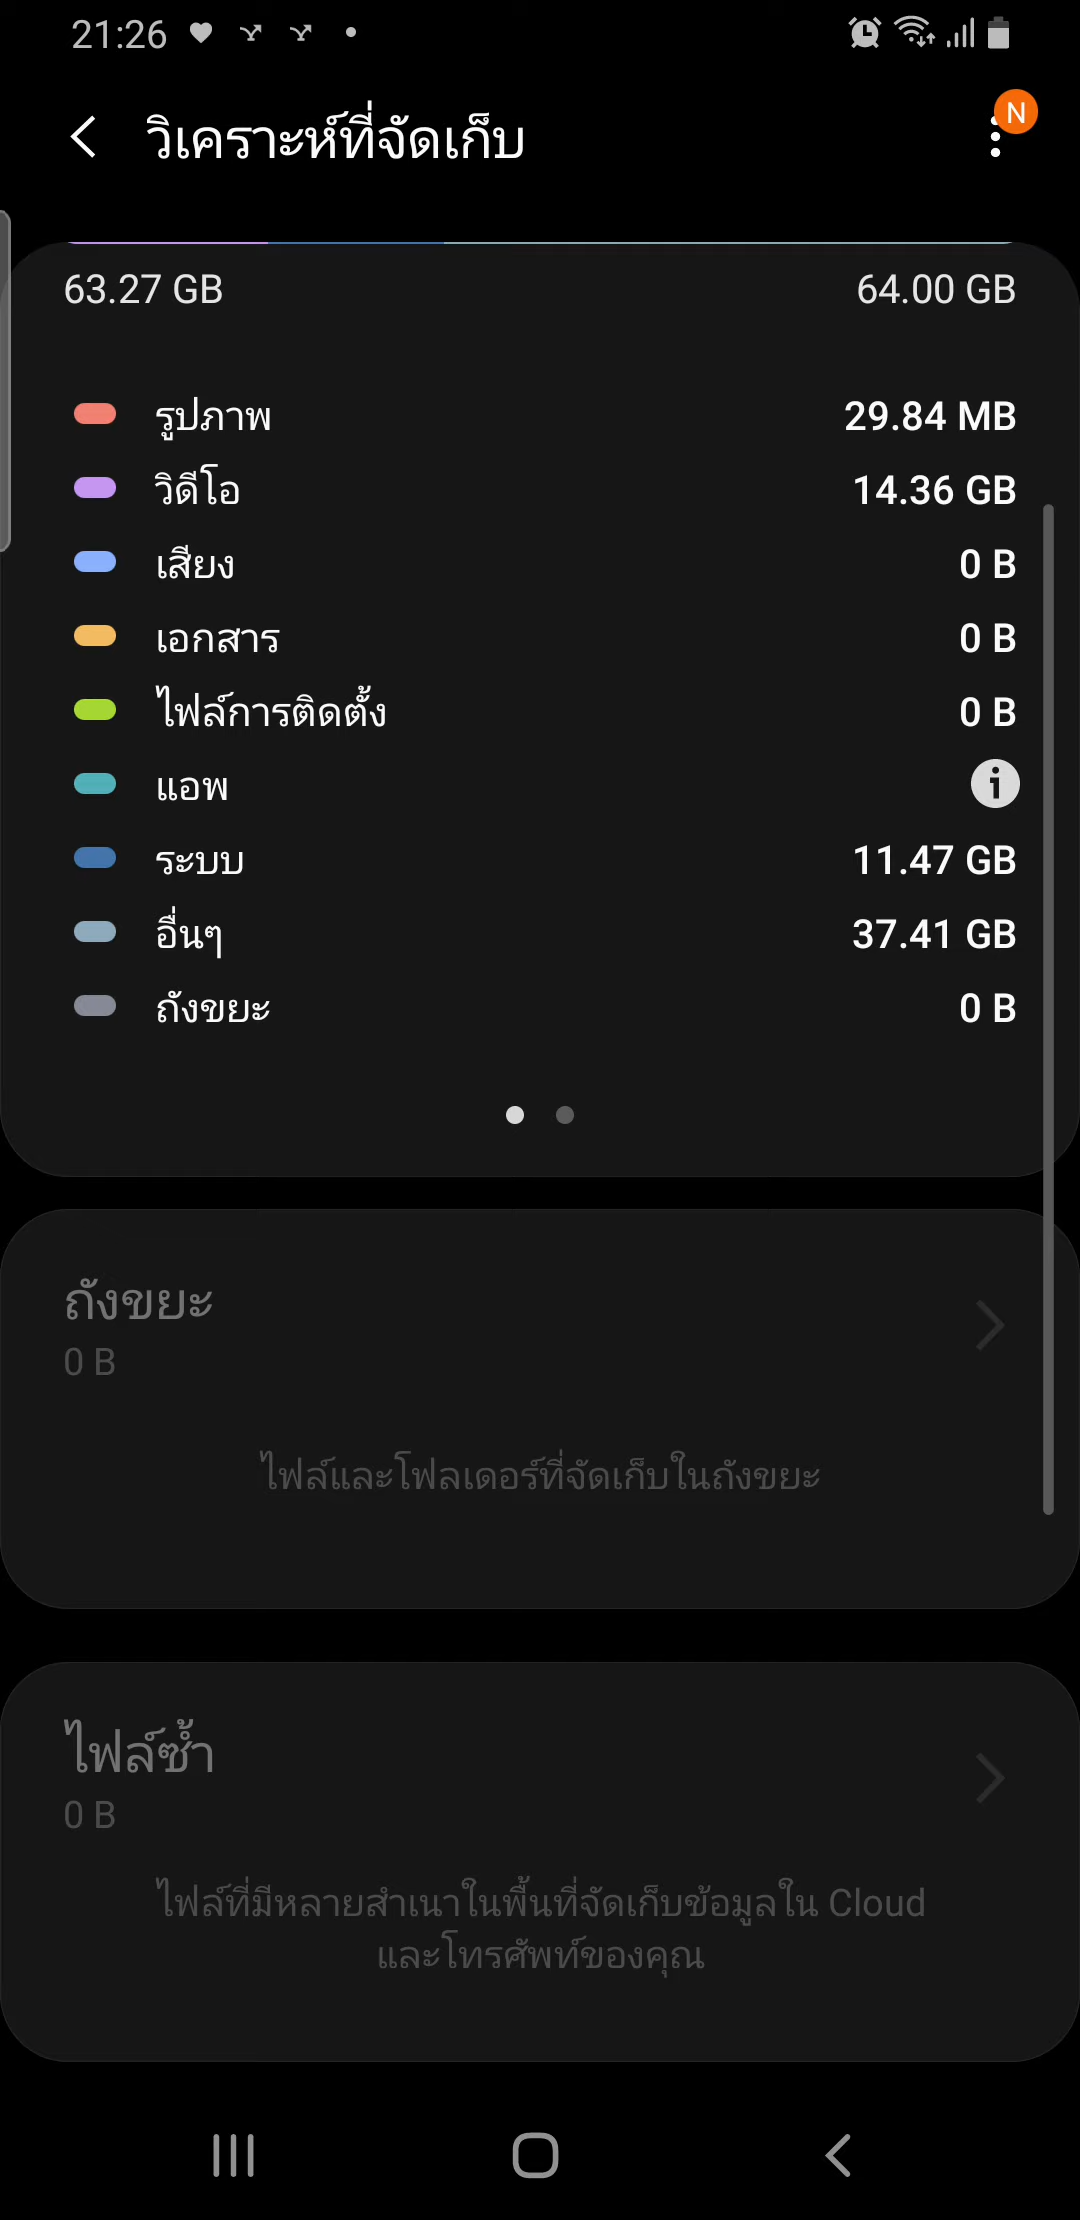 21:26
วิเคราะห์ที่จัดเก็บ
N
63.27 GB 64.00 GB
รูปภาพ 29.84 MB
วิดีโอ 14.36 GB
เสียง 0 B
เอกสาร 0 B
ไฟล์การติดตั้ง 0 B
แอพ
ระบบ 11.47 GB
อื่นๆ 37.41 GB
ถังขยะ 0 B
ถังขยะ
0 B
ไฟล์และโฟลเดอร์ที่จัดเก็บในถังขยะ
ไฟล์ซ้ำ
0 B
ไฟล์ที่มีหลายสำเนาในพื้นที่จัดเก็บข้อมูลใน Cloud
และโทรศัพท์ของคุณ